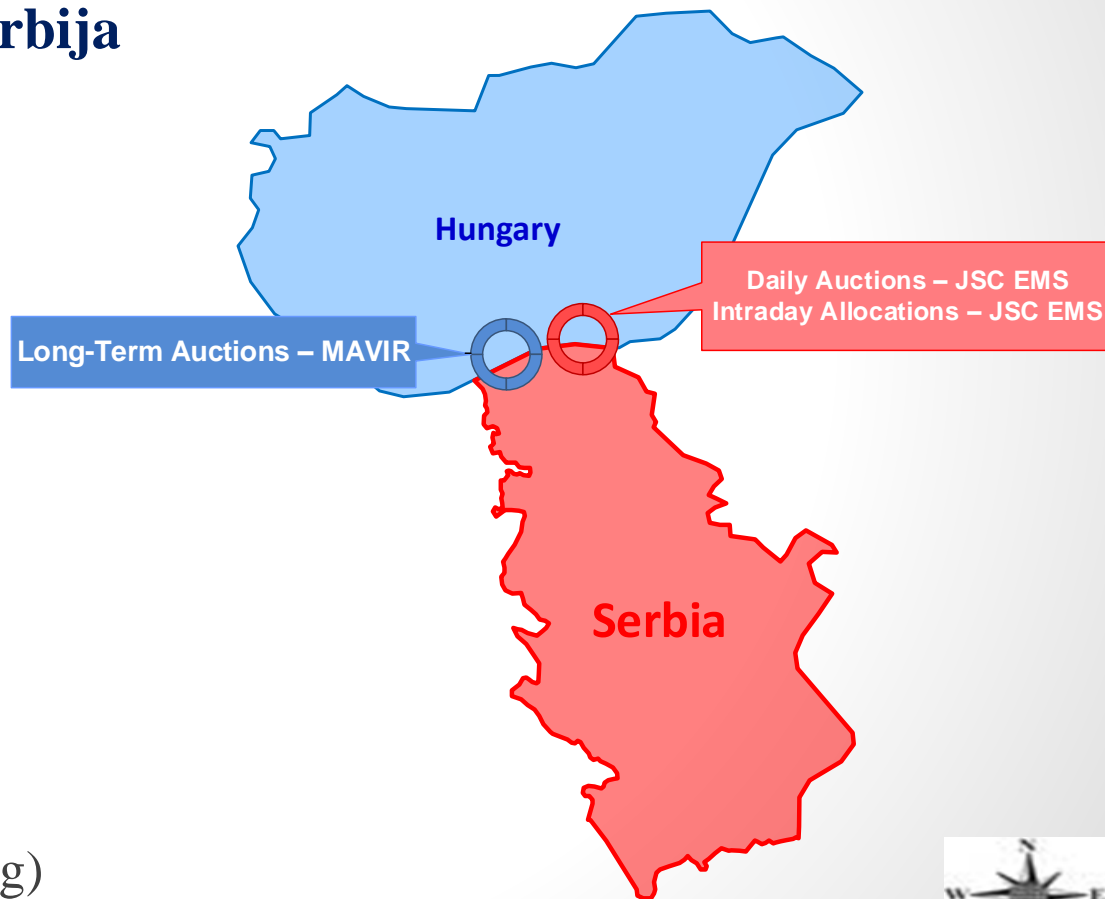 rbija
Hungary
Daily Auctions – JSC EMS
Intraday Allocations – JSC EMS
Long-Term Auctions – MAVIR
Serbia
g)
N
W E